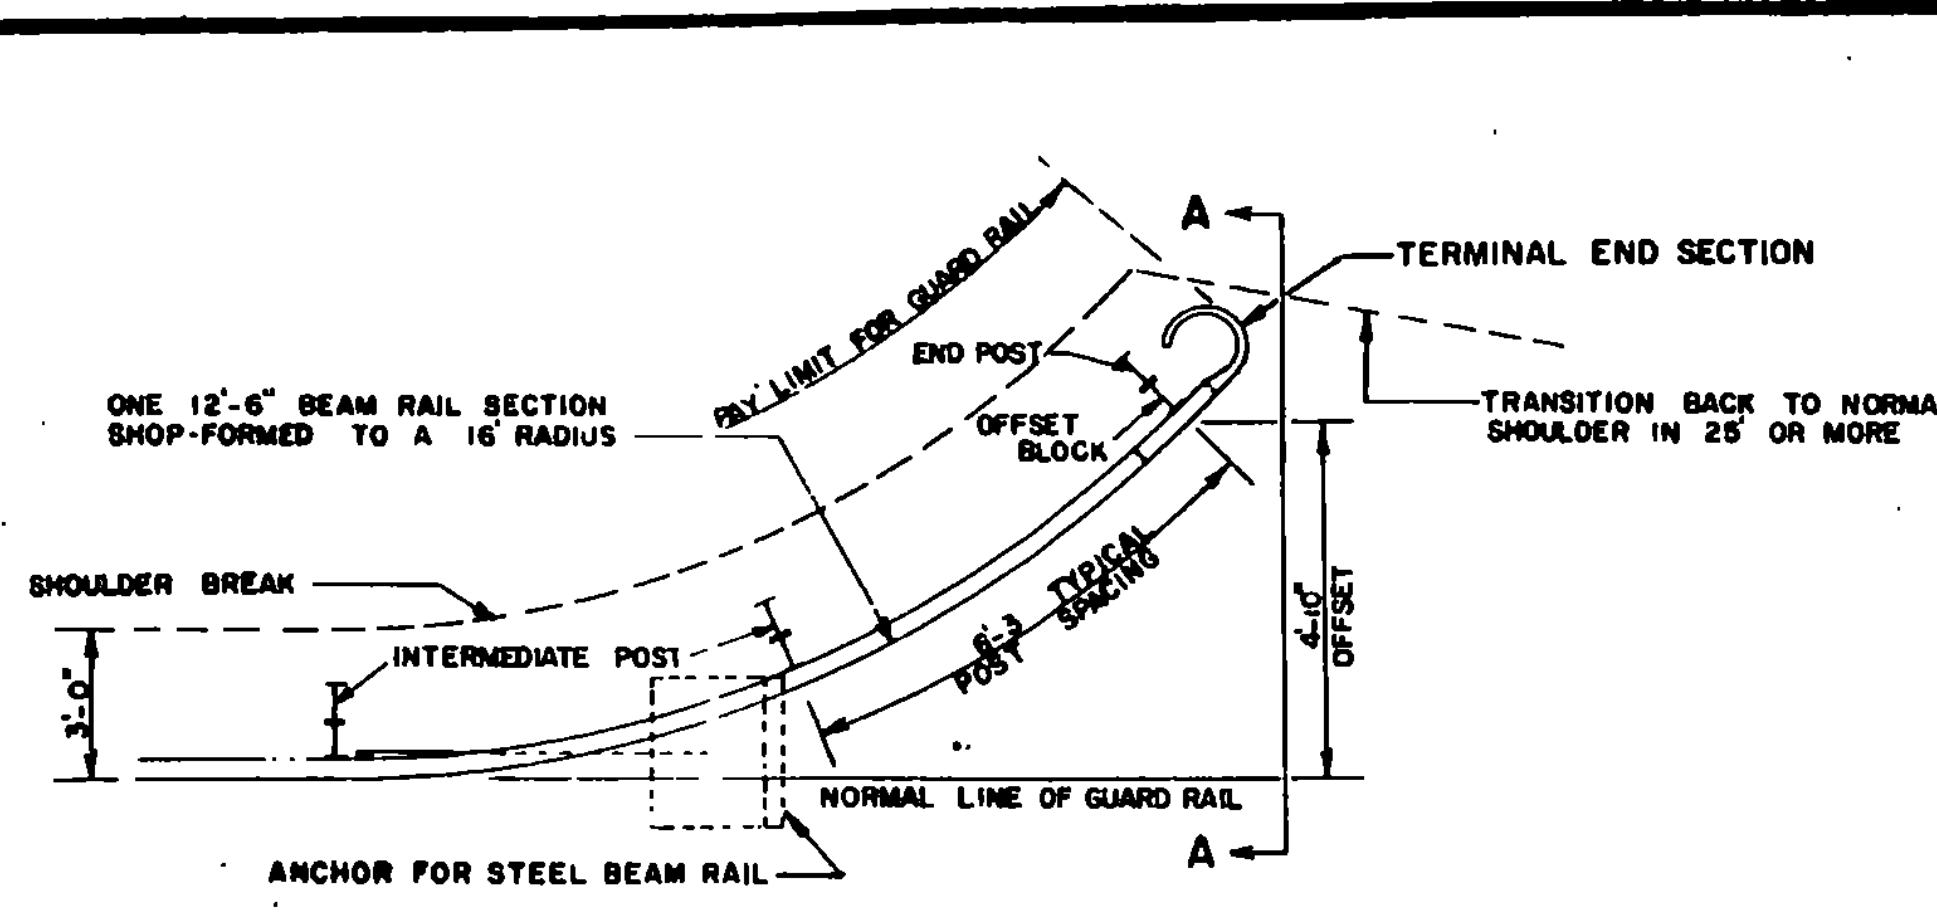 A
TERMINAL END SECTION
PAY LIMIT FOR GUARD RAIL
END POST
ONE 12'-6" BEAM RAIL SECTION
SHOP-FORMED TO A 16' RADIUS
OFFSET
BLOCK
TRANSITION BACK TO NORMA
SHOULDER IN 25' OR MORE
SHOULDER BREAK
TYPICAL
SPACING
6'-3
POST
4'-10"
OFFSET
INTERMEDIATE POST
3'-0"
NORMAL LINE OF GUARD RAIL
A
ANCHOR FOR STEEL BEAM RAIL